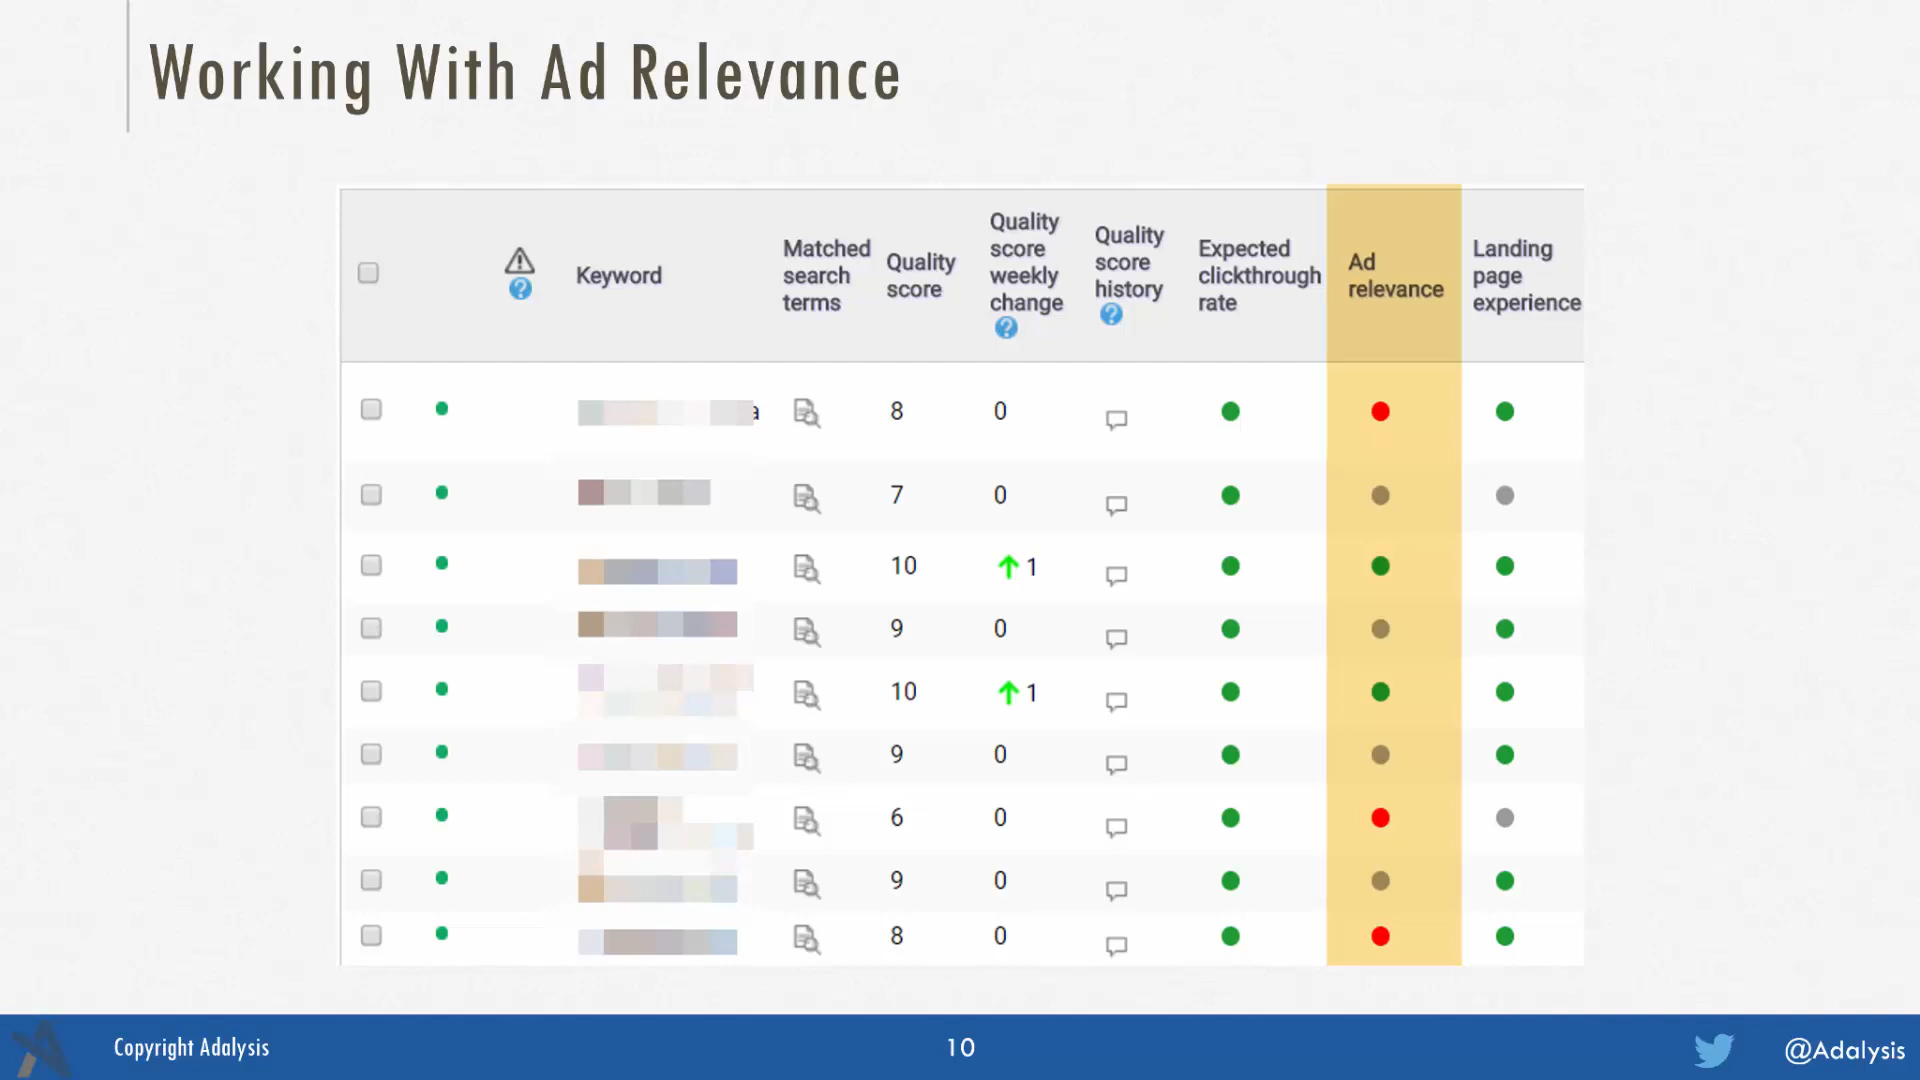 Working With Ad Relevance
Keyword
Matched
search
terms
Quality
score
Quality
score
weekly
change
Quality
score
history
Expected
clickthrough
rate
Ad
relevance
Landing
page
experience
a 8 0
7 0
10 1
9 0
10 1
9 0
6 0
9 0
8 0
Copyright Adalysis
10
@Adalysis